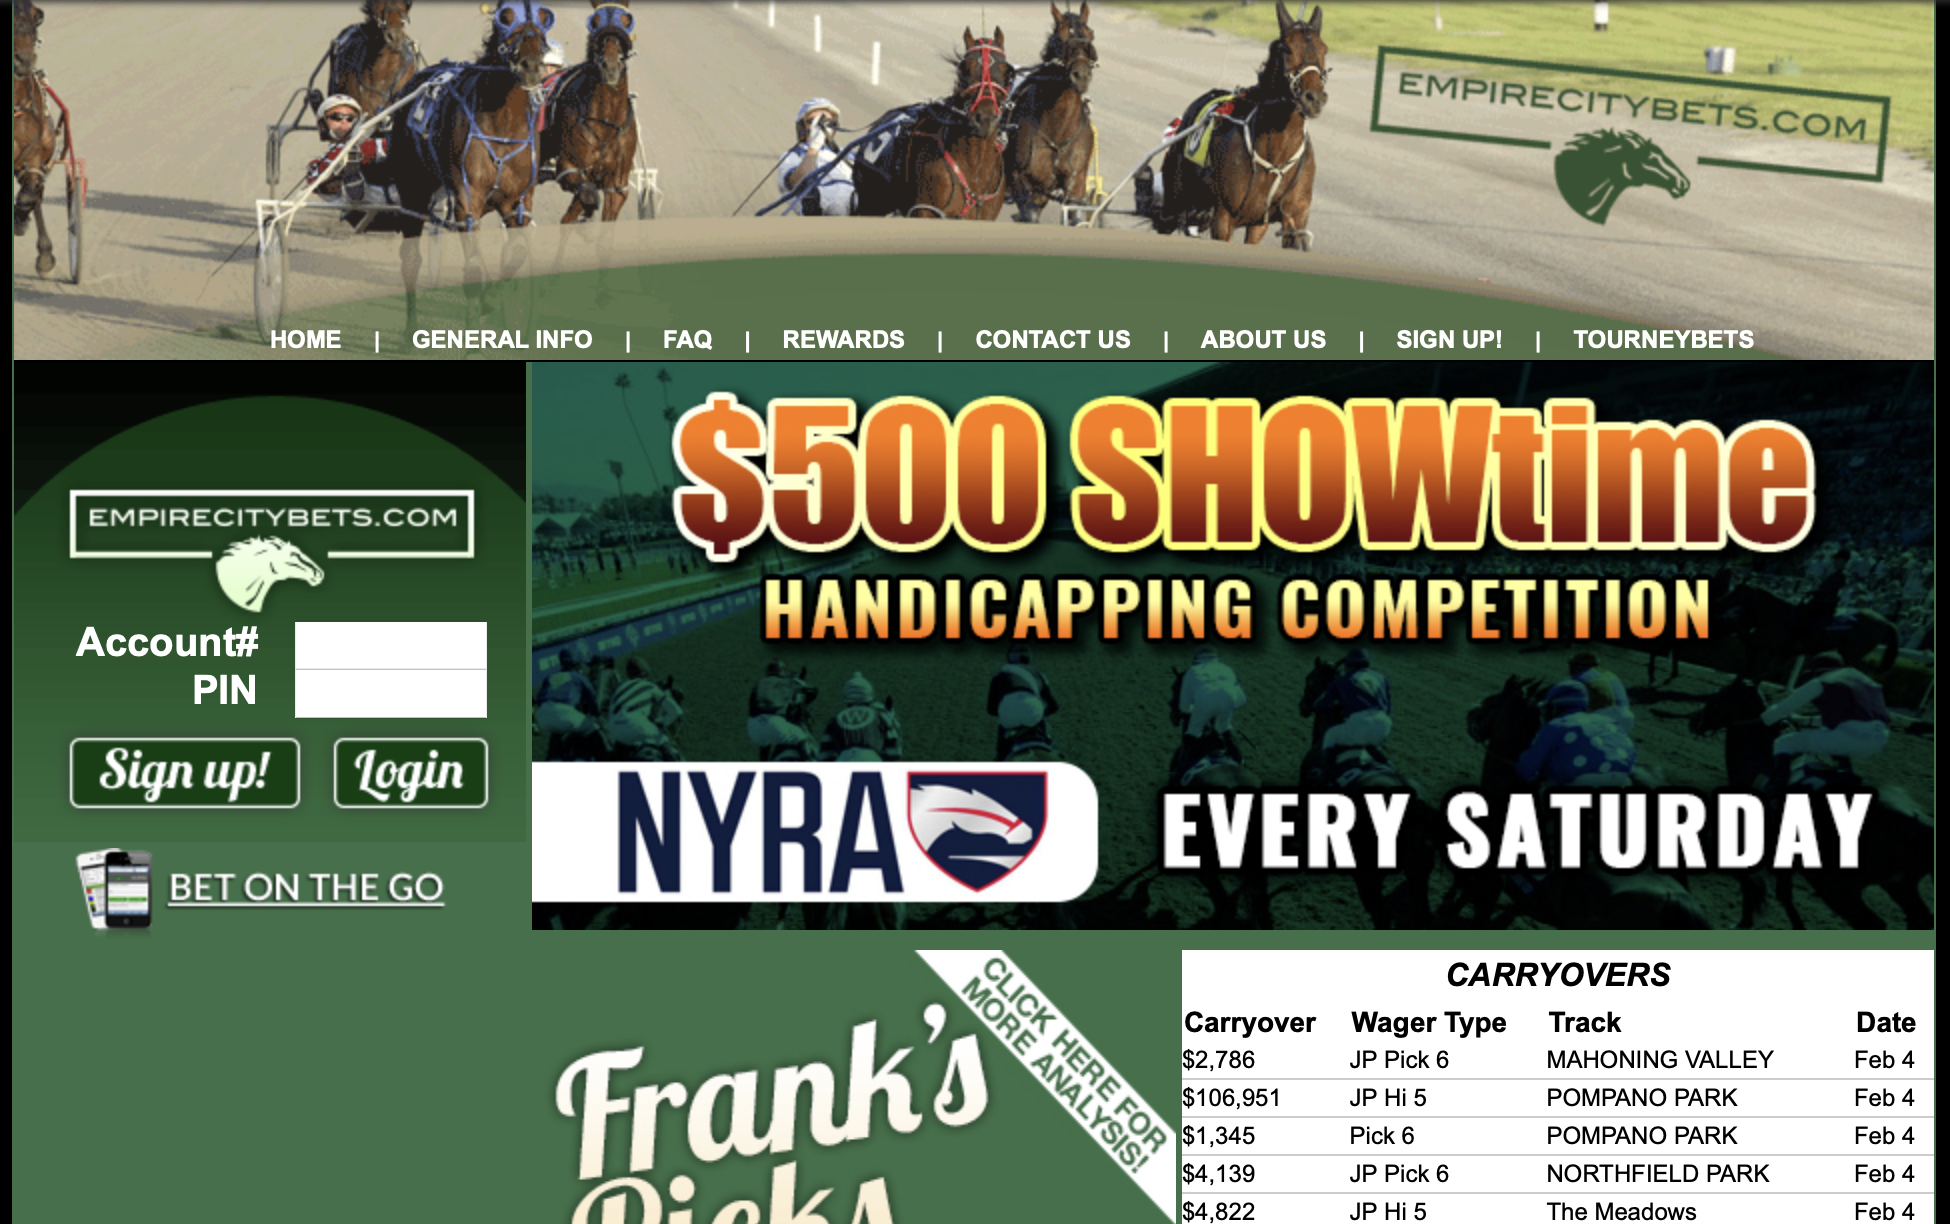 EMPIRECITYBETS.COM
HOME | GENERAL INFO | FAQ | REWARDS | CONTACT US | ABOUT US | SIGN UP! | TOURNEYBETS
EMPIRECITYBETS.COM
Account#
PIN
Sign up! Login
BET ON THE GO
$500 SHOWtime
HANDICAPPING COMPETITION
NYRA EVERY SATURDAY
Frank's
Picks
CLICK HERE FOR
MORE ANALYSIS!
CARRYOVERS
Carryover Wager Type Track Date
$2,786 JP Pick 6 MAHONING VALLEY Feb 4
$106,951 JP Hi 5 POMPANO PARK Feb 4
$1,345 Pick 6 POMPANO PARK Feb 4
$4,139 JP Pick 6 NORTHFIELD PARK Feb 4
$4,822 JP Hi 5 The Meadows Feb 4